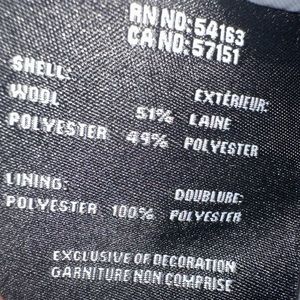 RN NO: 54163
CA NO: 57151
SHELL: EXTÉRIEUR:
WOOL 51% LAINE
POLYESTER 49% POLYESTER
LINING: DOUBLURE:
POLYESTER 100% POLYESTER
EXCLUSIVE OF DECORATION
GARNITURE NON COMPRISE